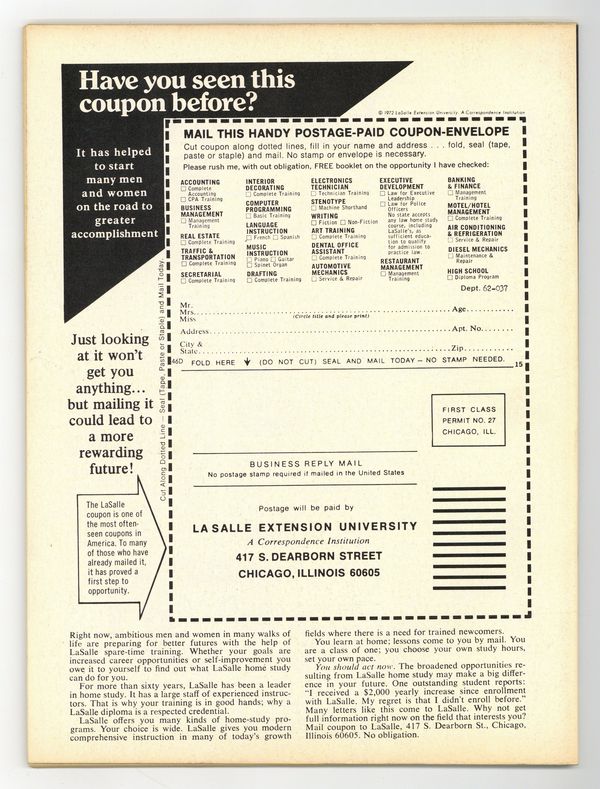 Have you seen this
coupon before?
© 1972 LaSalle Extension University. A Correspondence Institution
It has helped
to start
many men
and women
on the road to
greater
accomplishment
MAIL THIS HANDY POSTAGE-PAID COUPON-ENVELOPE
Cut coupon along dotted lines, fill in your name and address . . . fold, seal (tape,
paste or staple) and mail. No stamp or envelope is necessary.
Please rush me, with out obligation, FREE booklet on the opportunity I have checked:
ACCOUNTING
□ Complete
Accounting
□ CPA Training
BUSINESS
MANAGEMENT
□ Management
Training
REAL ESTATE
□ Complete Training
TRAFFIC &
TRANSPORTATION
□ Complete Training
SECRETARIAL
□ Complete Training
INTERIOR
DECORATING
□ Complete Training
COMPUTER
PROGRAMMING
□ Basic Training
LANGUAGE
INSTRUCTION
□ French □ Spanish
MUSIC
INSTRUCTION
□ Piano □ Guitar
□ Spinet Organ
DRAFTING
□ Complete Training
ELECTRONICS
TECHNICIAN
□ Technician Training
STENOTYPE
□ Machine Shorthand
WRITING
□ Fiction □ Non-Fiction
ART TRAINING
□ Complete Training
DENTAL OFFICE
ASSISTANT
□ Complete Training
AUTOMOTIVE
MECHANICS
□ Service & Repair
EXECUTIVE
DEVELOPMENT
□ Law for Executive
Leadership
□ Law for Police
Officers
No state accepts
any law home study
course, including
LaSalle's, as
sufficient educa-
tion to qualify
for admission to
practice law.
RESTAURANT
MANAGEMENT
□ Management
Training
BANKING
& FINANCE
□ Management
Training
MOTEL/HOTEL
MANAGEMENT
□ Complete Training
AIR CONDITIONING
& REFRIGERATION
□ Service & Repair
DIESEL MECHANICS
□ Maintenance &
Repair
HIGH SCHOOL
□ Diploma Program
Dept. 62-037
Mr.
Mrs. Age
Miss (Circle title and please print)
Address Apt. No.
City &
State Zip
46D FOLD HERE ↓ (DO NOT CUT) SEAL AND MAIL TODAY — NO STAMP NEEDED. 15
Cut Along Dotted Line — Seal (Tape, Paste or Staple) and Mail Today.
Just looking
at it won't
get you
anything...
but mailing it
could lead to
a more
rewarding
future!
The LaSalle
coupon is one of
the most often-
seen coupons in
America. To many
of those who have
already mailed it,
it has proved a
first step to
opportunity.
FIRST CLASS
PERMIT NO. 27
CHICAGO, ILL.
BUSINESS REPLY MAIL
No postage stamp required if mailed in the United States
Postage will be paid by
LA SALLE EXTENSION UNIVERSITY
A Correspondence Institution
417 S. DEARBORN STREET
CHICAGO, ILLINOIS 60605
Right now, ambitious men and women in many walks of
life are preparing for better futures with the help of
LaSalle spare-time training. Whether your goals are
increased career opportunities or self-improvement you
owe it to yourself to find out what LaSalle home study
can do for you.
For more than sixty years, LaSalle has been a leader
in home study. It has a large staff of experienced instruc-
tors. That is why your training is in good hands; why a
LaSalle diploma is a respected credential.
LaSalle offers you many kinds of home-study pro-
grams. Your choice is wide. LaSalle gives you modern
comprehensive instruction in many of today's growth
fields where there is a need for trained newcomers.
You learn at home; lessons come to you by mail. You
are a class of one; you choose your own study hours,
set your own pace.
You should act now. The broadened opportunities re-
sulting from LaSalle home study may make a big differ-
ence in your future. One outstanding student reports:
"I received a $2,000 yearly increase since enrollment
with LaSalle. My regret is that I didn't enroll before."
Many letters like this come to LaSalle. Why not get
full information right now on the field that interests you?
Mail coupon to LaSalle, 417 S. Dearborn St., Chicago,
Illinois 60605. No obligation.